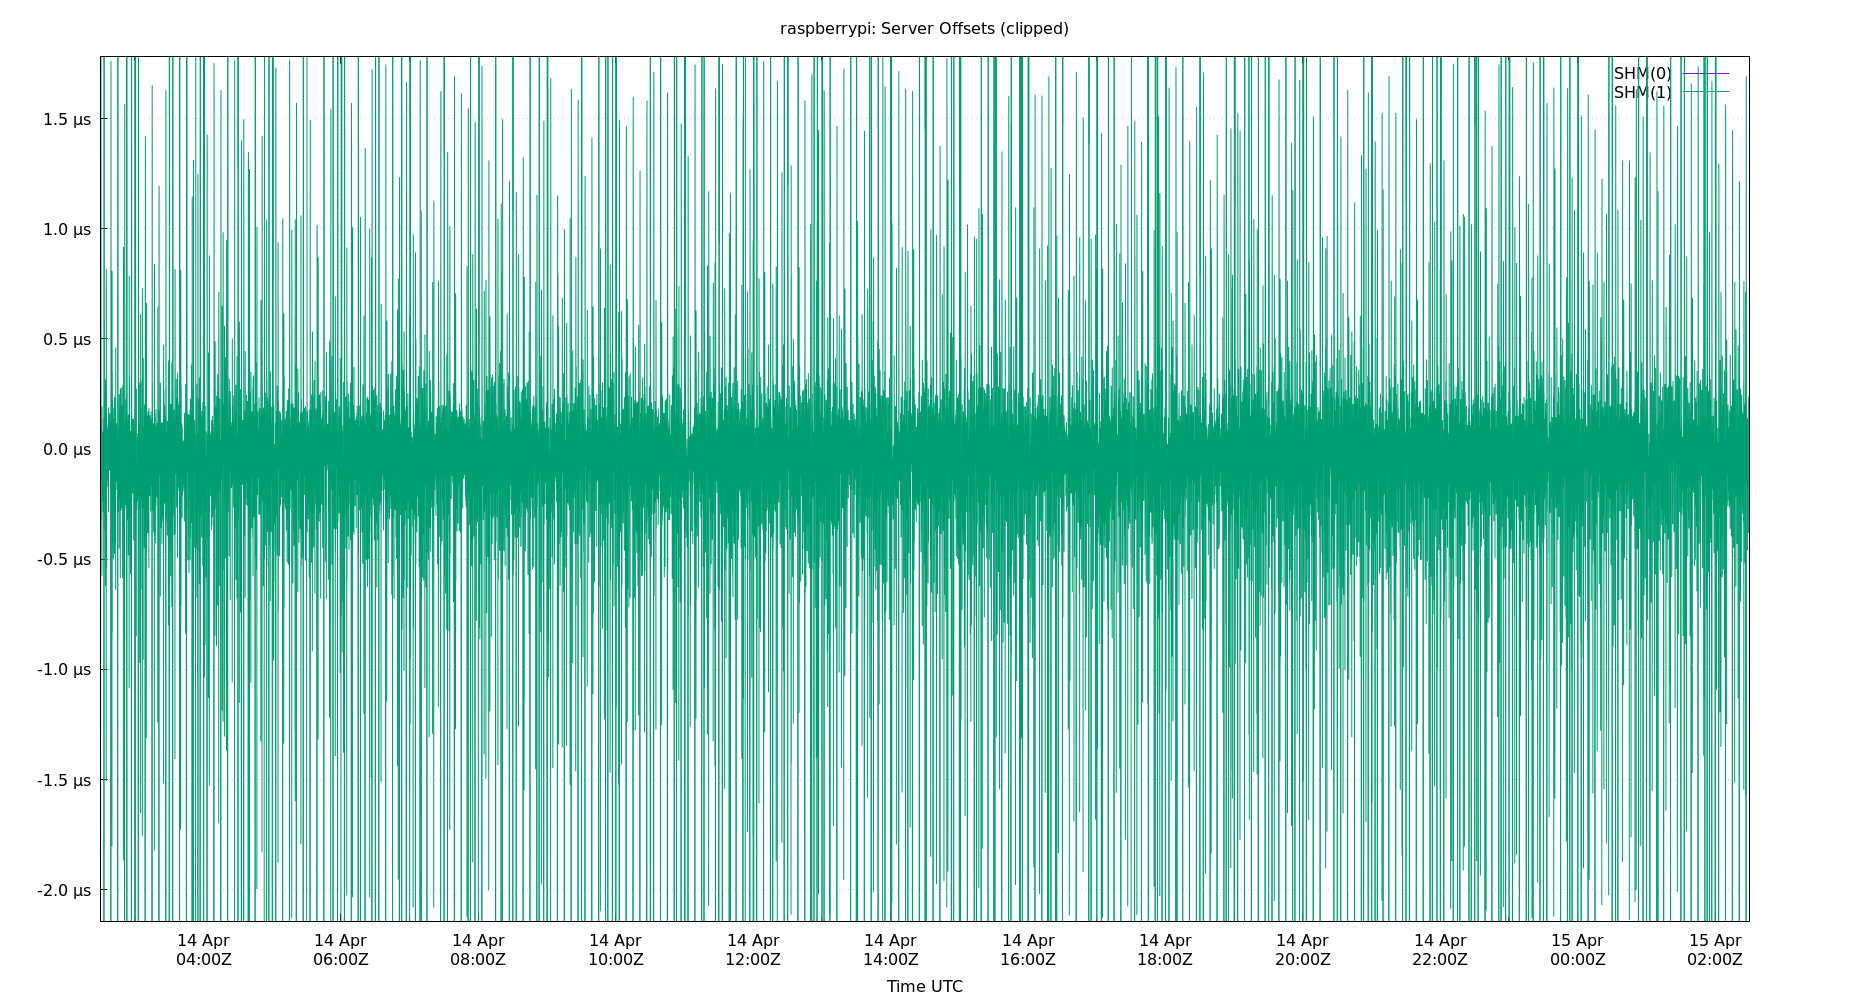 raspberrypi: Server Offsets (clipped)
SHM(0)
SHM(1)
1.5 µs
1.0 µs
0.5 µs
0.0 µs
-0.5 µs
-1.0 µs
-1.5 µs
-2.0 µs
14 Apr 14 Apr 14 Apr 14 Apr 14 Apr 14 Apr 14 Apr 14 Apr 14 Apr 14 Apr 15 Apr 15 Apr
04:00Z 06:00Z 08:00Z 10:00Z 12:00Z 14:00Z 16:00Z 18:00Z 20:00Z 22:00Z 00:00Z 02:00Z
Time UTC